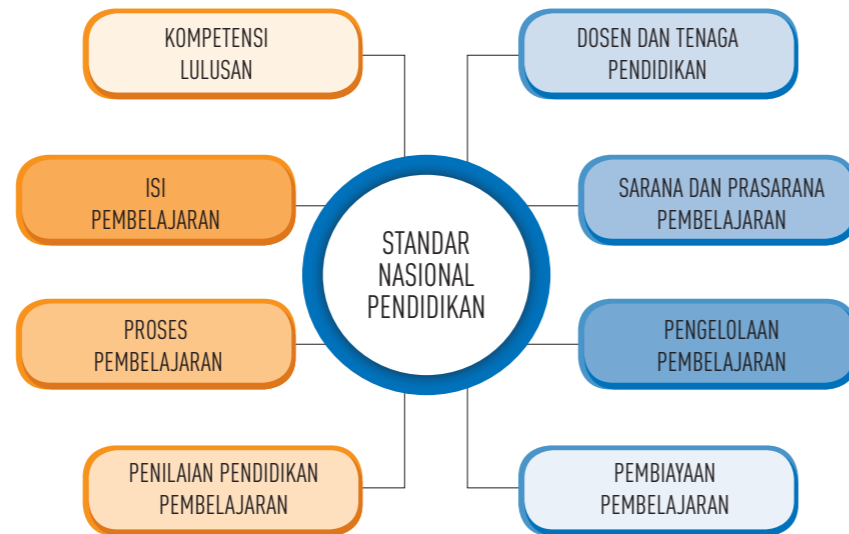 KOMPETENSI
LULUSAN
ISI
PEMBELAJARAN
PROSES
PEMBELAJARAN
PENILAIAN PENDIDIKAN
PEMBELAJARAN
STANDAR
NASIONAL
PENDIDIKAN
DOSEN DAN TENAGA
PENDIDIKAN
SARANA DAN PRASARANA
PEMBELAJARAN
PENGELOLAAN
PEMBELAJARAN
PEMBIAYAAN
PEMBELAJARAN